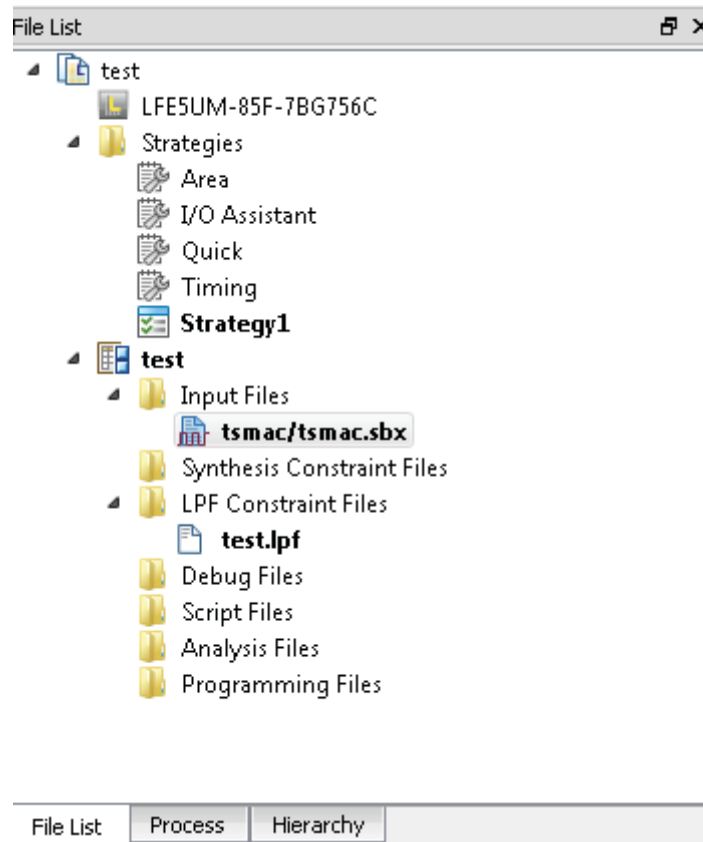 File List
test
LFE5UM-85F-7BG756C
Strategies
Area
I/O Assistant
Quick
Timing
Strategy1
test
Input Files
tsmac/tsmac.sbx
Synthesis Constraint Files
LPF Constraint Files
test.lpf
Debug Files
Script Files
Analysis Files
Programming Files
File List Process Hierarchy